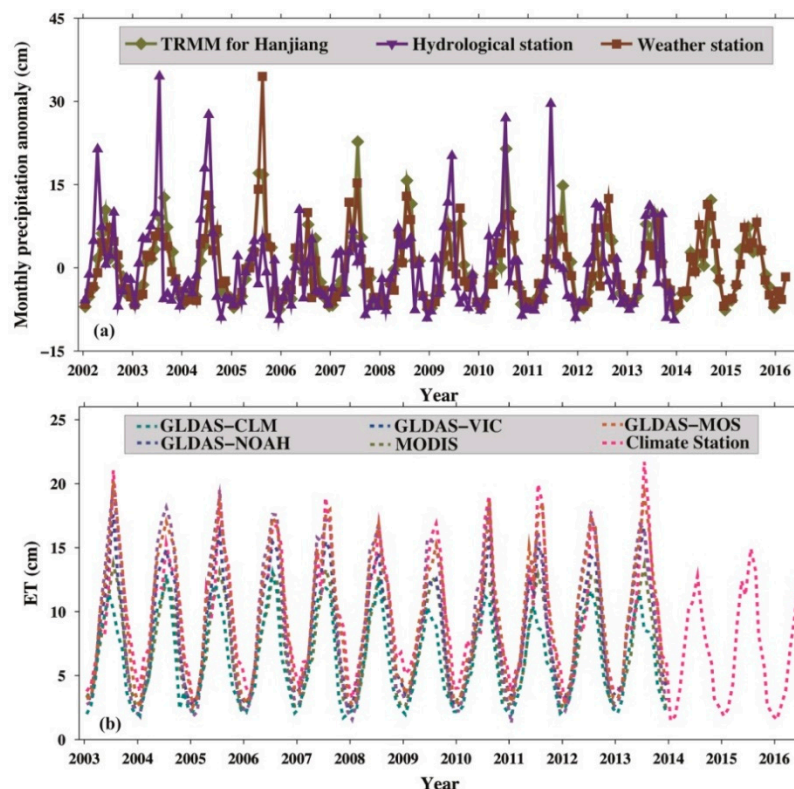 45
TRMM for Hanjiang Hydrological station Weather station
30
15
0
−15
Monthly precipitation anomaly (cm)
(a)
2002 2003 2004 2005 2006 2007 2008 2009 2010 2011 2012 2013 2014 2015 2016
Year
25
GLDAS−CLM GLDAS−VIC GLDAS−MOS
GLDAS−NOAH MODIS Climate Station
20
15
10
5
0
ET (cm)
(b)
2003 2004 2005 2006 2007 2008 2009 2010 2011 2012 2013 2014 2015 2016
Year